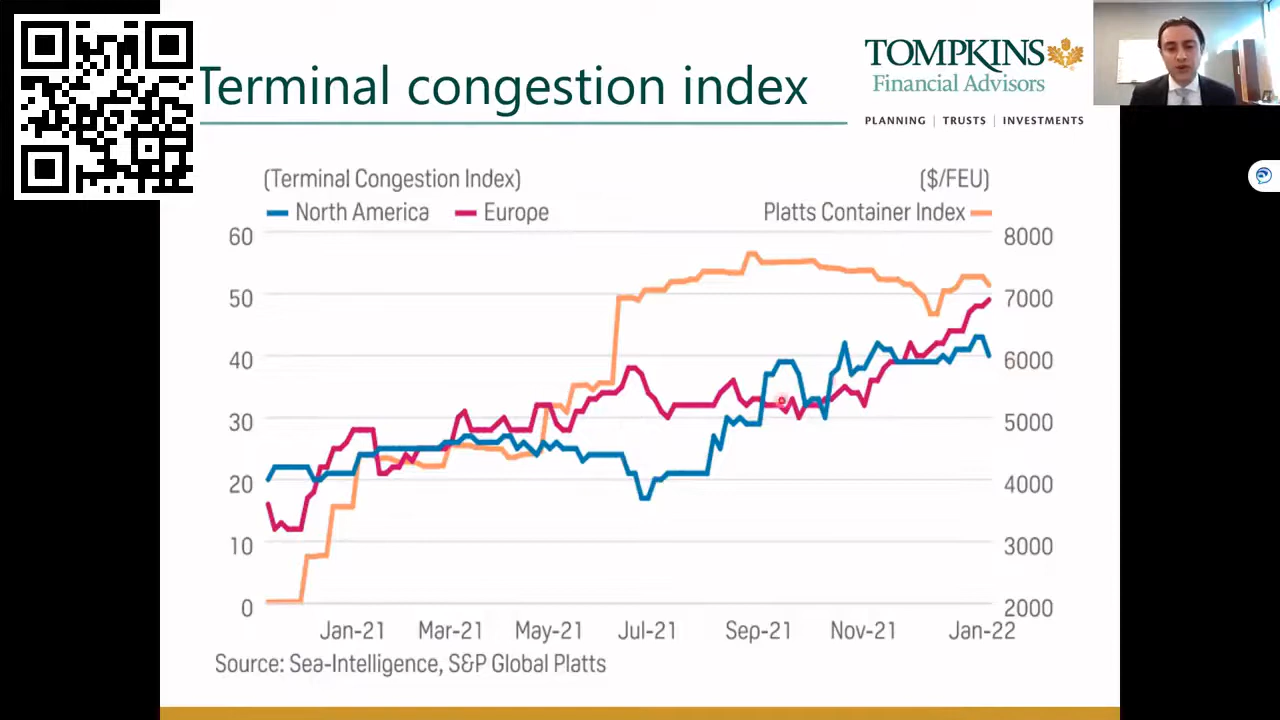 Terminal congestion index
TOMPKINS
Financial Advisors
PLANNING | TRUSTS | INVESTMENTS
(Terminal Congestion Index)
($/FEU)
North America
Europe
Platts Container Index
60
50
40
30
20
10
0
8000
7000
6000
5000
4000
3000
2000
Jan-21
Mar-21
May-21
Jul-21
Sep-21
Nov-21
Jan-22
Source: Sea-Intelligence, S&P Global Platts